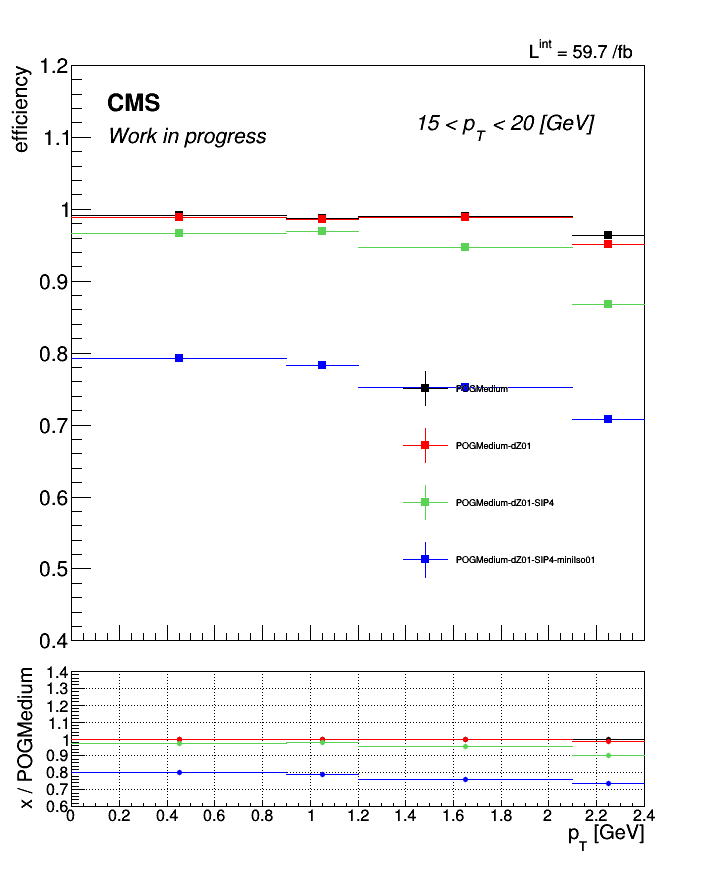 L^int = 59.7 /fb
efficiency
1.2
1.1
1
0.9
0.8
0.7
0.6
0.5
0.4
CMS
Work in progress
15 < p_T < 20 [GeV]
POGMedium
POGMedium-dZ01
POGMedium-dZ01-SIP4
POGMedium-dZ01-SIP4-miniIso01
x / POGMedium
1.4
1.3
1.2
1.1
1
0.9
0.8
0.7
0.6
0 0.2 0.4 0.6 0.8 1 1.2 1.4 1.6 1.8 2 2.2 2.4
p_T [GeV]